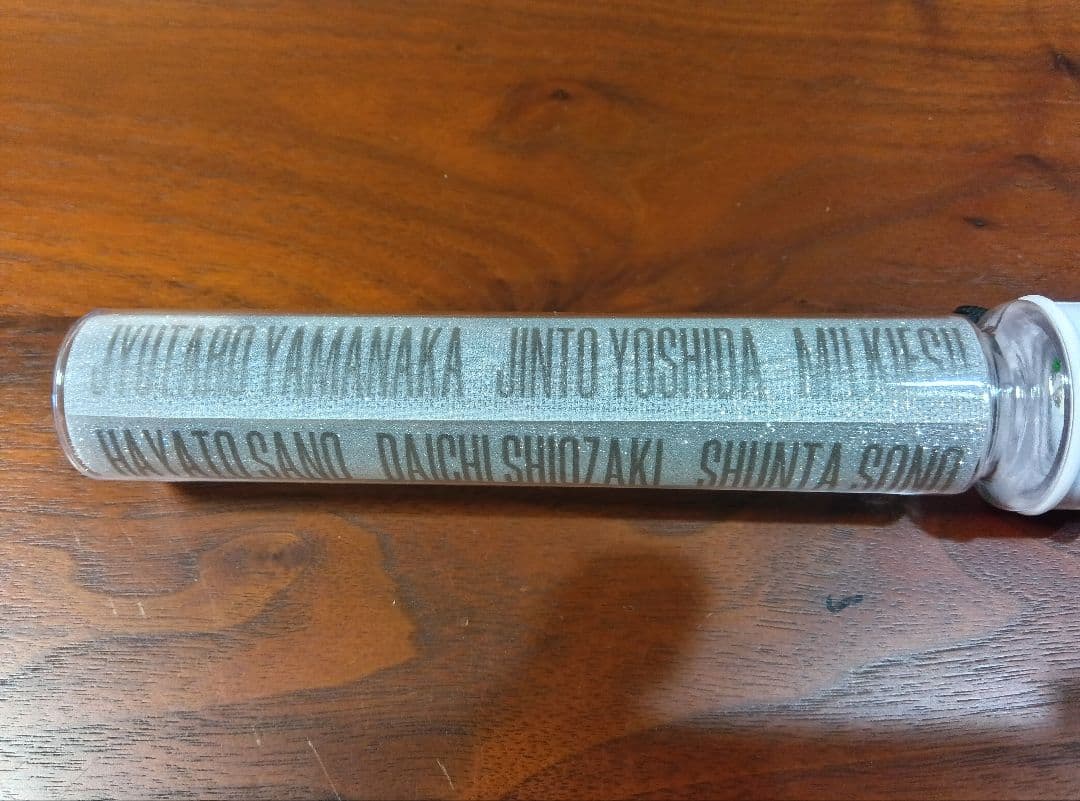 JYUTARO YAMANAKA JINTO YOSHIDA
HAYATO SANO DAICHI SHIOZAKI SHUNTA SONO